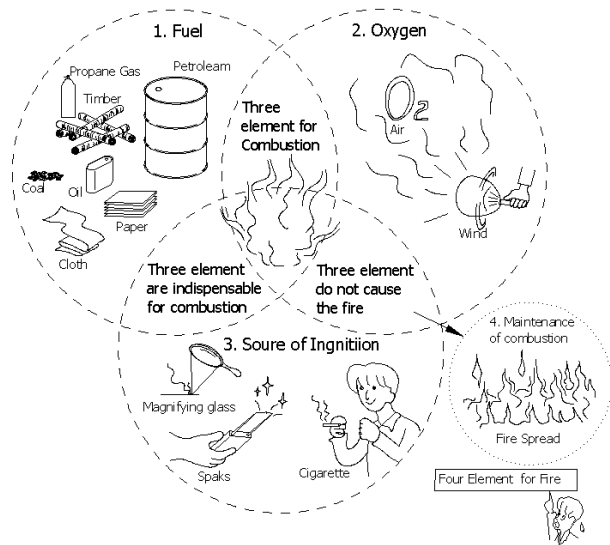 1. Fuel
2. Oxygen
Propane Gas
Petroleam
Timber
Three
element for
Combustion
O2
Air
Coal
Oil
Paper
Wind
Cloth
Three element
are indispensable
for combustion
Three element
do not cause
the fire
3. Soure of Ingnitiion
4. Maintenance
of combustion
Magnifying glass
Fire Spread
Spaks
Cigarette
Four Element for Fire